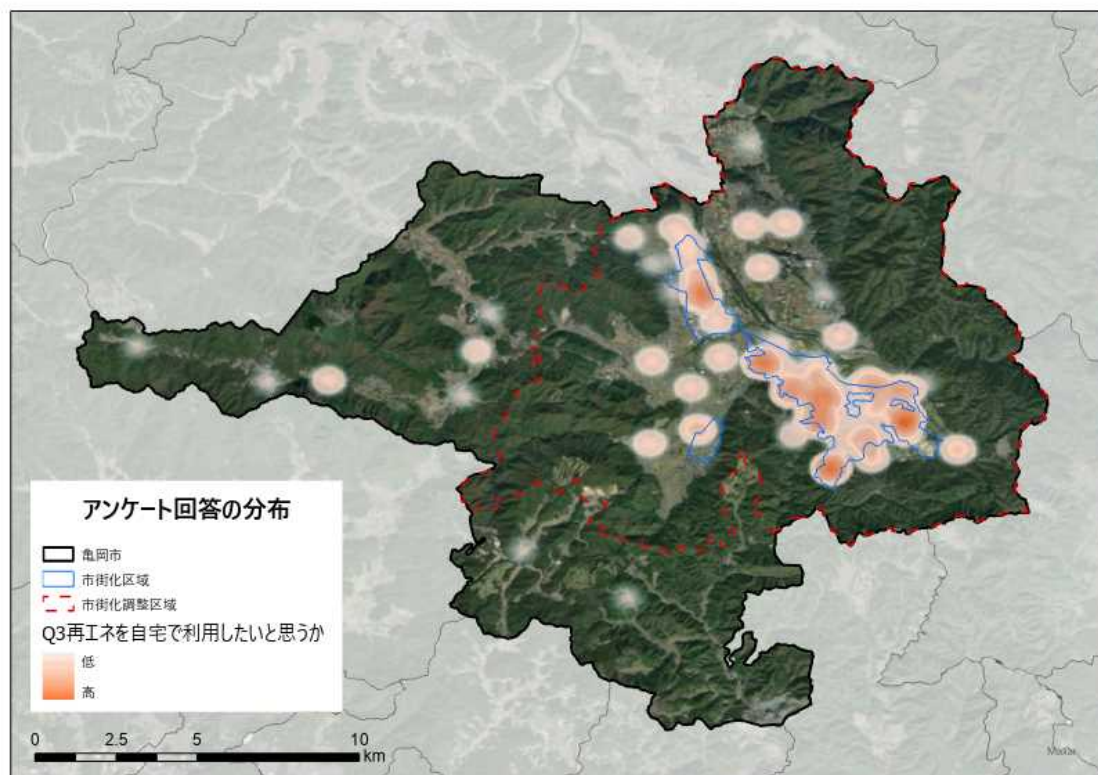 アンケート回答の分布
亀岡市
市街化区域
市街化調整区域
Q3再エネを自宅で利用したいと思うか
低
高
0 2.5 5 10
km
Maxar